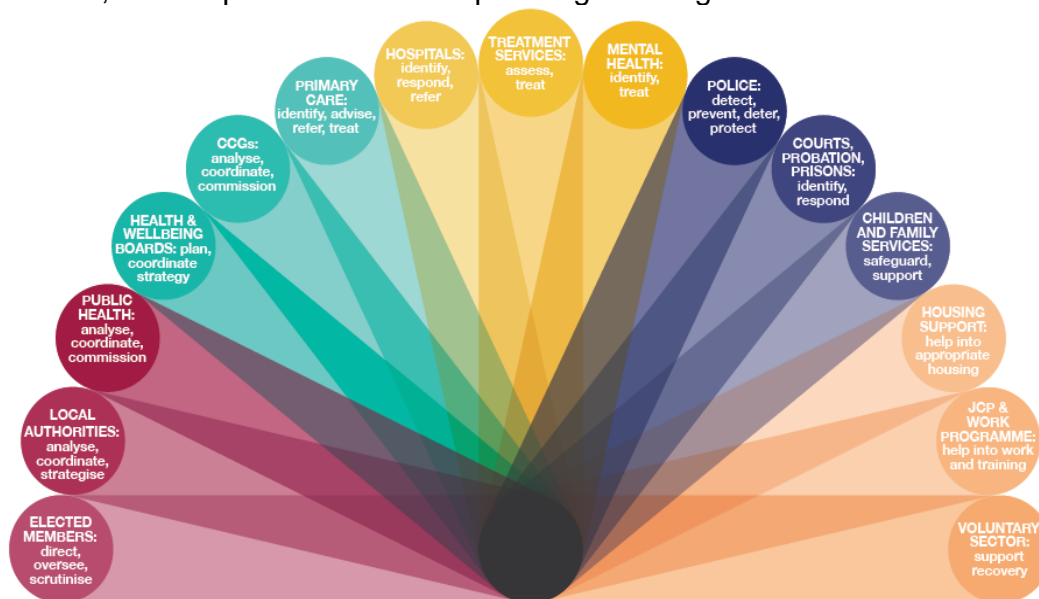 HOSPITALS:
identify,
respond,
refer
TREATMENT
SERVICES:
assess,
treat
MENTAL
HEALTH:
identify,
treat
PRIMARY
CARE:
identify, advise,
refer, treat
POLICE:
detect,
prevent, deter,
protect
CCGs:
analyse,
coordinate,
commission
COURTS,
PROBATION,
PRISONS:
identify,
respond
HEALTH &
WELLBEING
BOARDS: plan,
coordinate
strategy
CHILDREN
AND FAMILY
SERVICES:
safeguard,
support
PUBLIC
HEALTH:
analyse,
coordinate,
commission
HOUSING
SUPPORT:
help into
appropriate
housing
LOCAL
AUTHORITIES:
analyse,
coordinate,
strategise
JCP &
WORK
PROGRAMME:
help into work
and training
ELECTED
MEMBERS:
direct,
oversee,
scrutinise
VOLUNTARY
SECTOR:
support
recovery